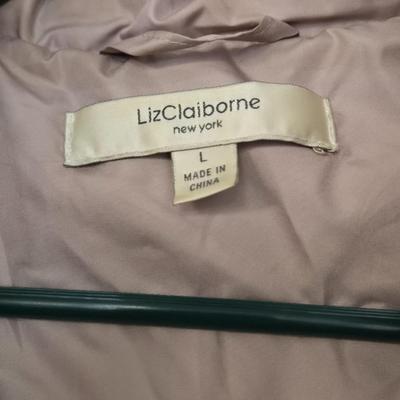 LizClaiborne
new york
L
MADE IN
CHINA